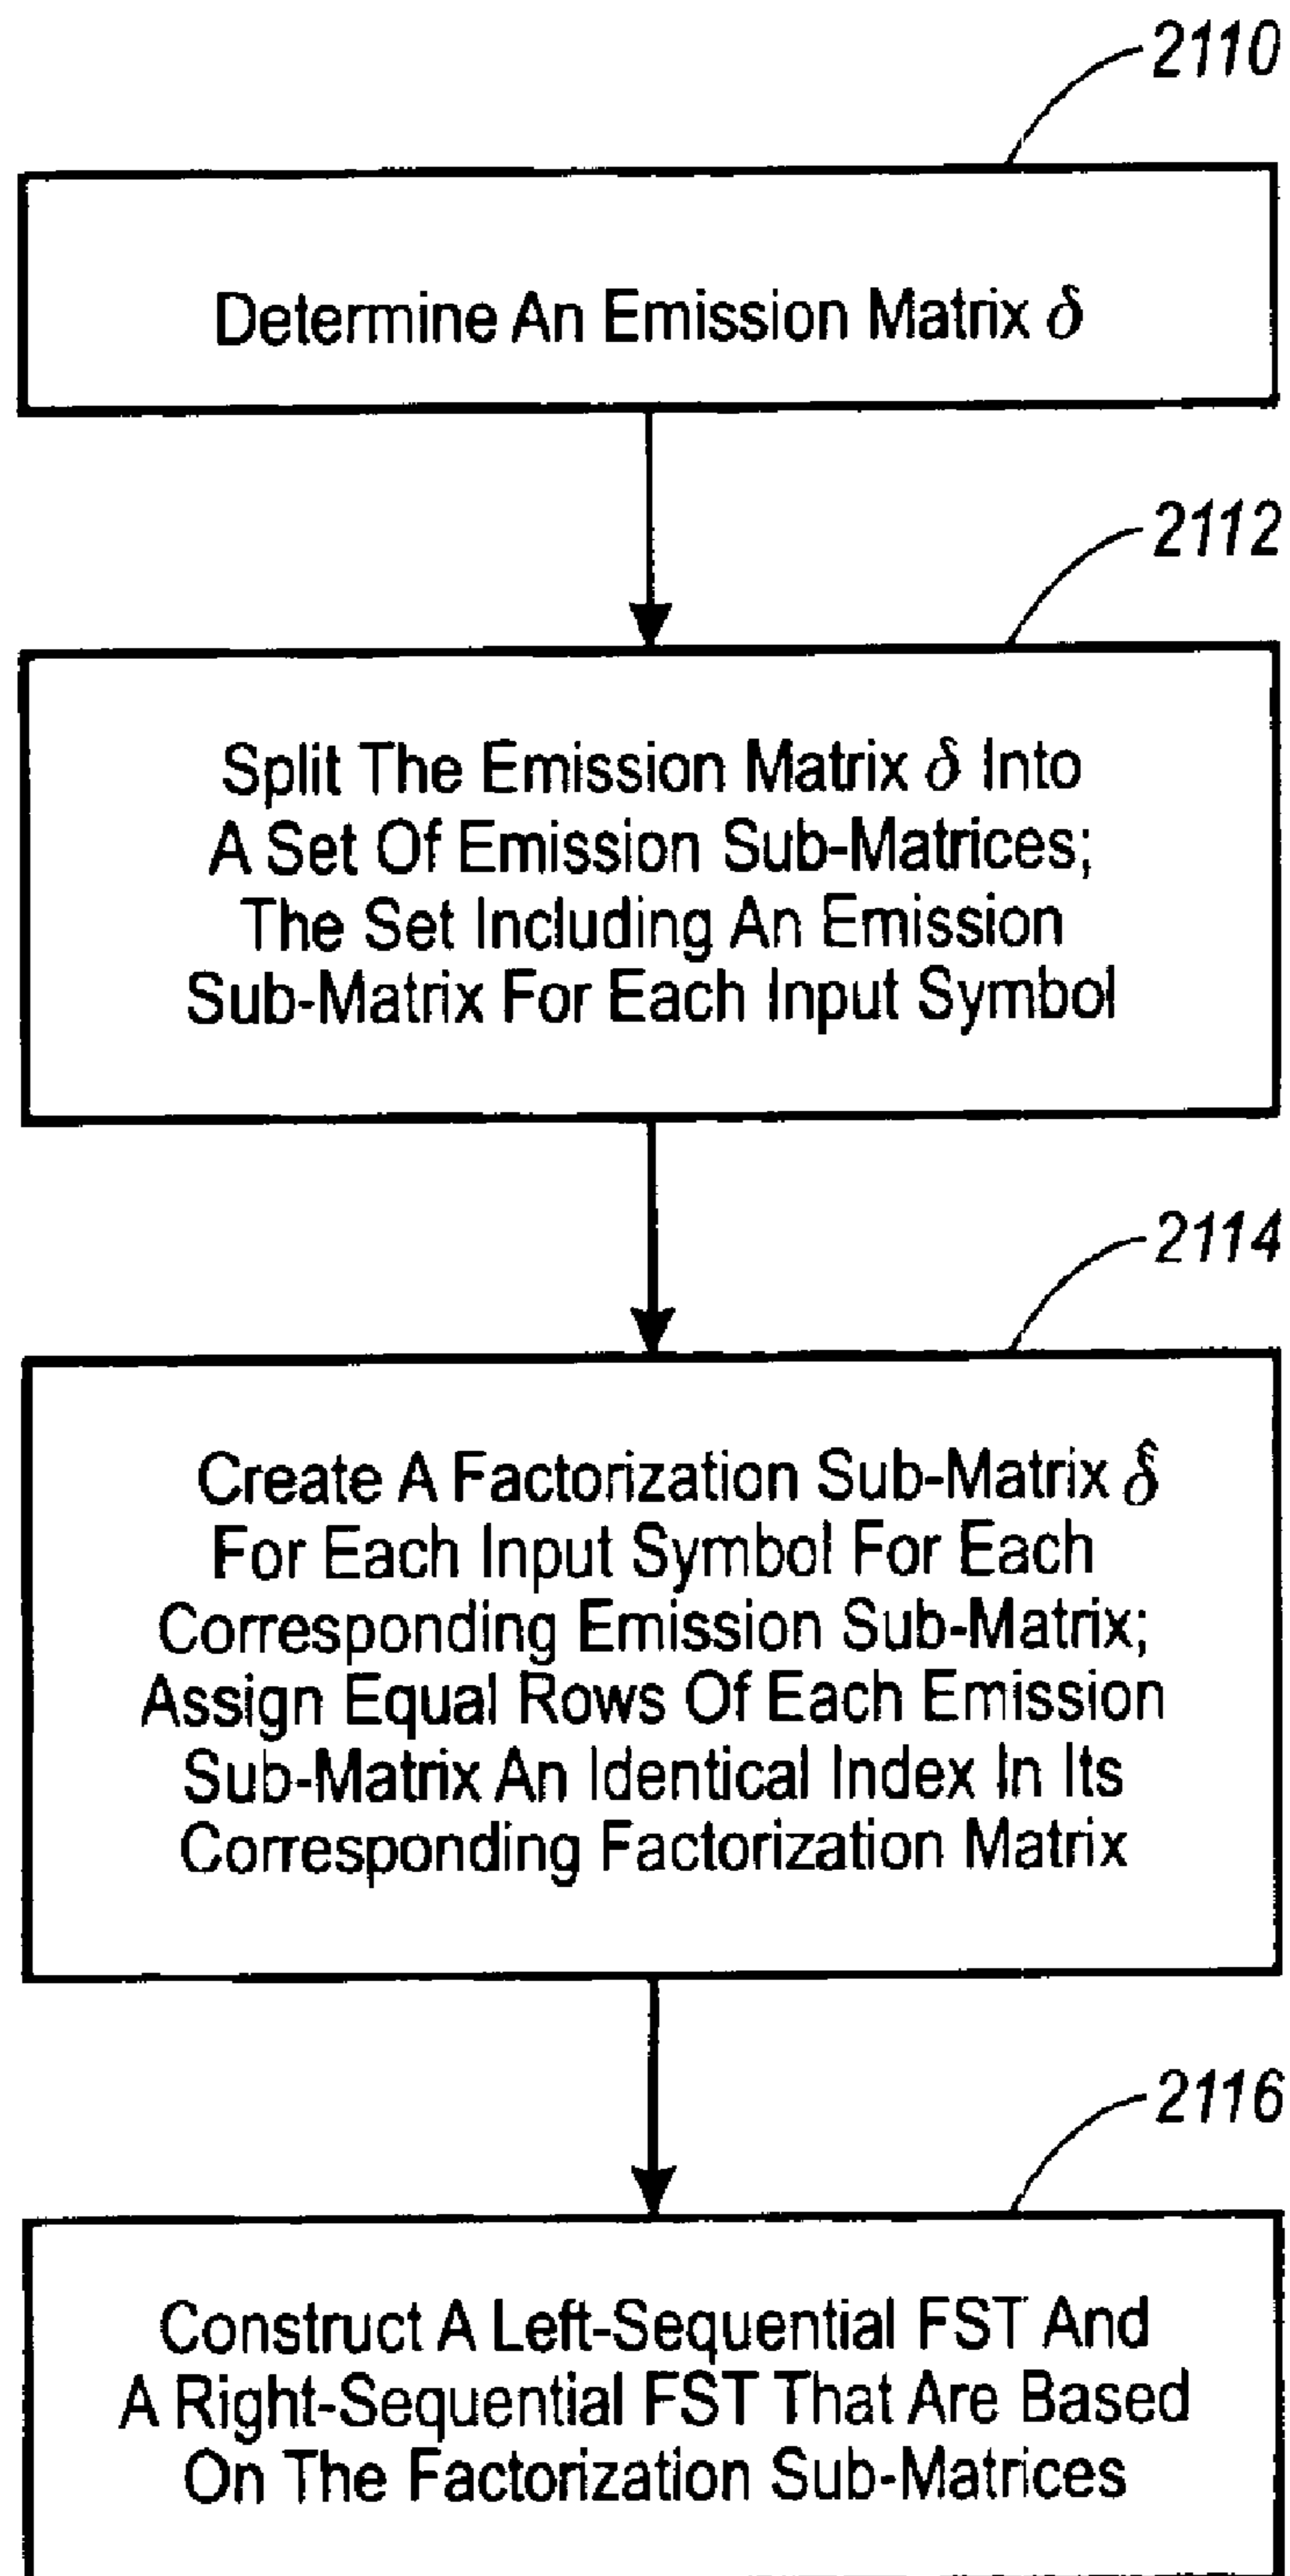 2110
Determine An Emission Matrix δ
2112
Split The Emission Matrix δ Into
A Set Of Emission Sub-Matrices;
The Set Including An Emission
Sub-Matrix For Each Input Symbol
2114
Create A Factorization Sub-Matrix δ̂
For Each Input Symbol For Each
Corresponding Emission Sub-Matrix;
Assign Equal Rows Of Each Emission
Sub-Matrix An Identical Index In Its
Corresponding Factorization Matrix
2116
Construct A Left-Sequential FST And
A Right-Sequential FST That Are Based
On The Factorization Sub-Matrices